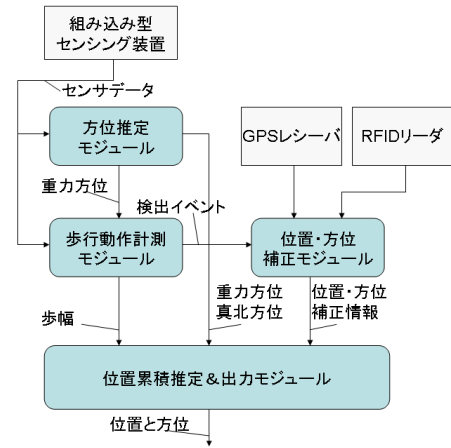 組み込み型
センシング装置
センサデータ
方位推定
モジュール
GPSレシーバ
RFIDリーダ
重力方位
検出イベント
歩行動作計測
モジュール
位置・方位
補正モジュール
歩幅
重力方位
真北方位
位置・方位
補正情報
位置累積推定＆出力モジュール
位置と方位